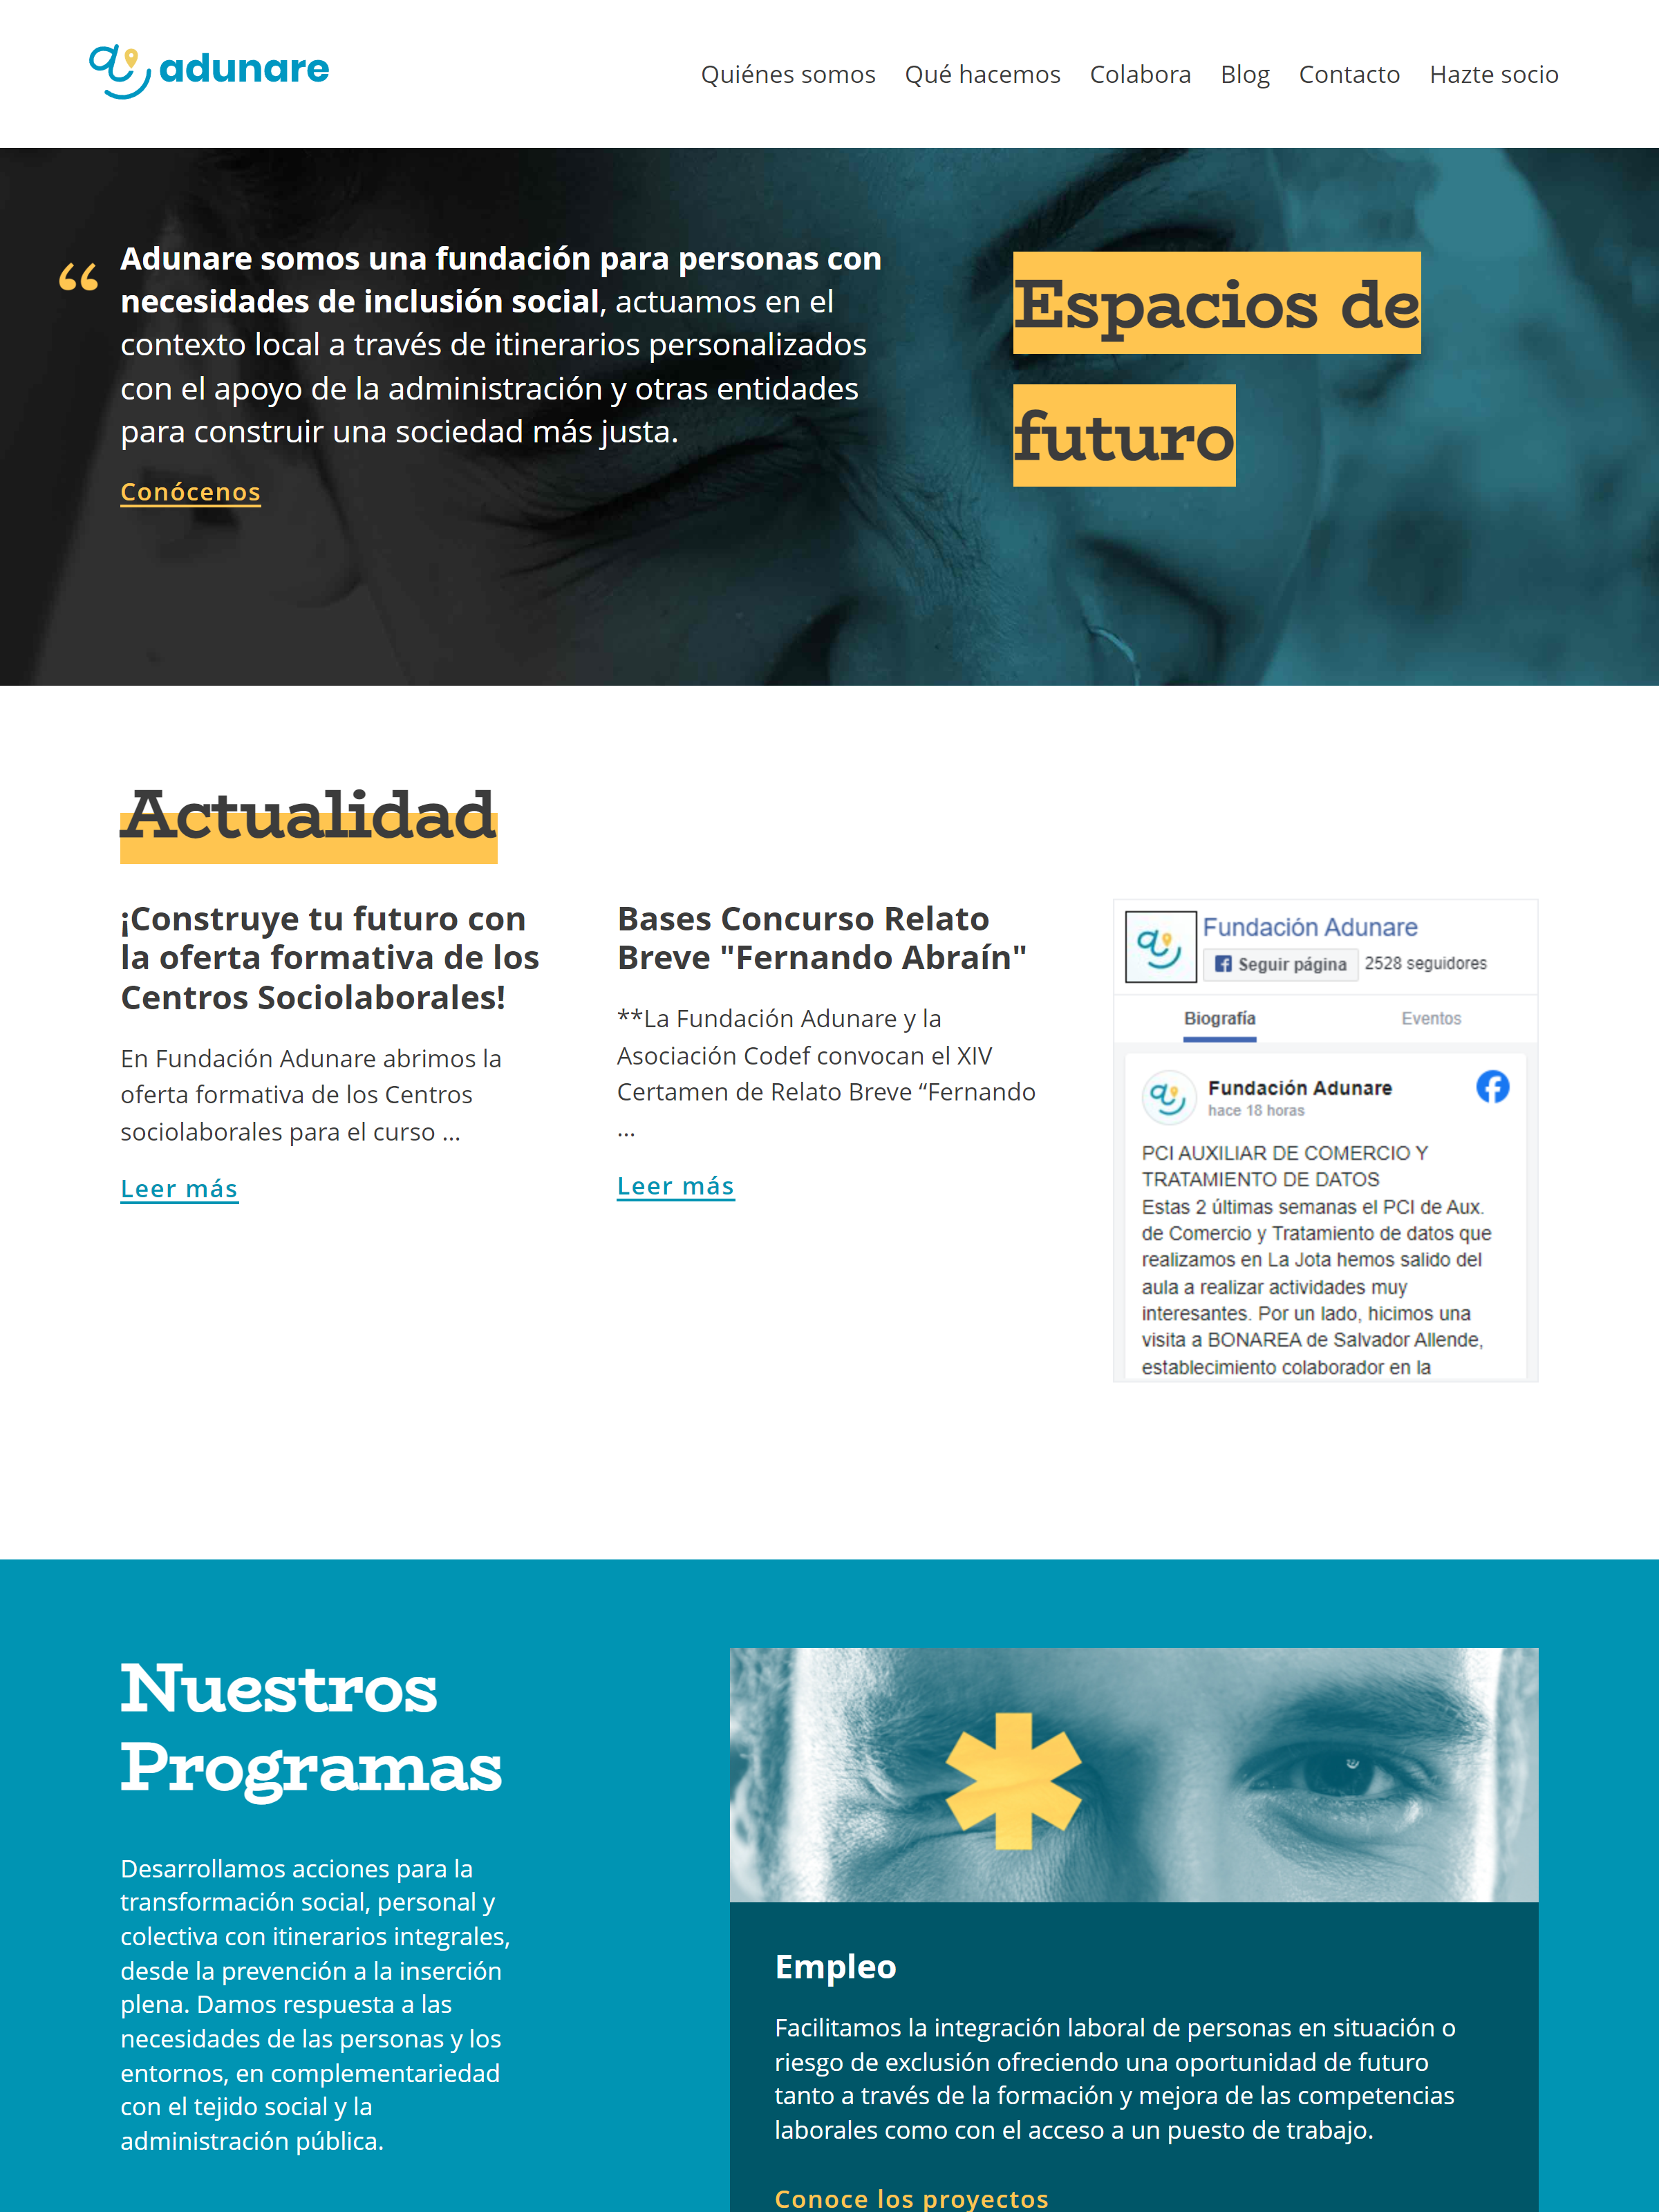 adunare
Quiénes somos Qué hacemos Colabora Blog Contacto Hazte socio
“ Adunare somos una fundación para personas con
necesidades de inclusión social, actuamos en el
contexto local a través de itinerarios personalizados
con el apoyo de la administración y otras entidades
para construir una sociedad más justa.
Conócenos
Espacios de
futuro
Actualidad
¡Construye tu futuro con
la oferta formativa de los
Centros Sociolaborales!
En Fundación Adunare abrimos la
oferta formativa de los Centros
sociolaborales para el curso ...
Leer más
Bases Concurso Relato
Breve "Fernando Abraín"
**La Fundación Adunare y la
Asociación Codef convocan el XIV
Certamen de Relato Breve “Fernando
...
Leer más
Fundación Adunare
Seguir página 2528 seguidores
Biografía Eventos
Fundación Adunare
hace 18 horas
PCI AUXILIAR DE COMERCIO Y
TRATAMIENTO DE DATOS
Estas 2 últimas semanas el PCI de Aux.
de Comercio y Tratamiento de datos que
realizamos en La Jota hemos salido del
aula a realizar actividades muy
interesantes. Por un lado, hicimos una
visita a BONAREA de Salvador Allende,
establecimiento colaborador en la
Nuestros
Programas
Desarrollamos acciones para la
transformación social, personal y
colectiva con itinerarios integrales,
desde la prevención a la inserción
plena. Damos respuesta a las
necesidades de las personas y los
entornos, en complementariedad
con el tejido social y la
administración pública.
Empleo
Facilitamos la integración laboral de personas en situación o
riesgo de exclusión ofreciendo una oportunidad de futuro
tanto a través de la formación y mejora de las competencias
laborales como con el acceso a un puesto de trabajo.
Conoce los proyectos